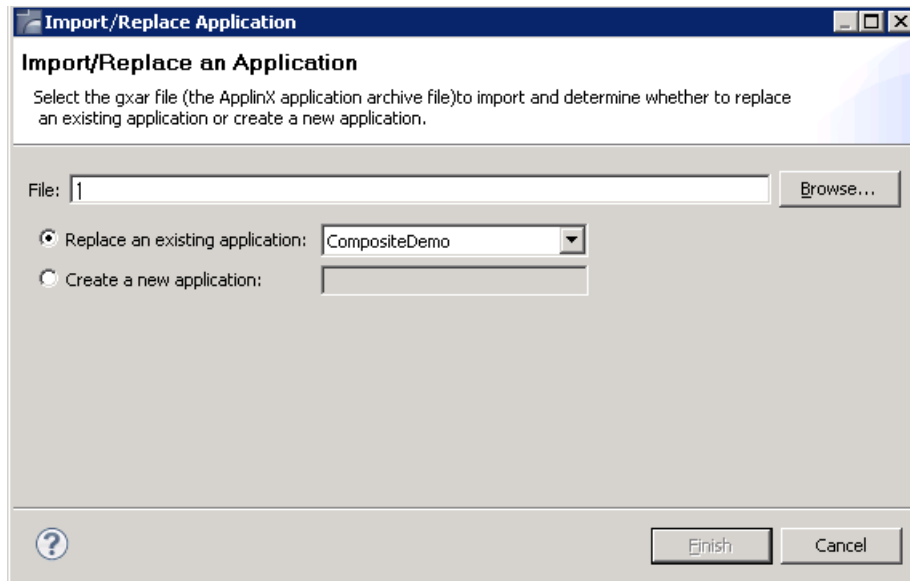 Import/Replace Application
Import/Replace an Application
Select the gxar file (the ApplinX application archive file)to import and determine whether to replace
an existing application or create a new application.
File:
Browse...
Replace an existing application: CompositeDemo
Create a new application:
?
Finish
Cancel